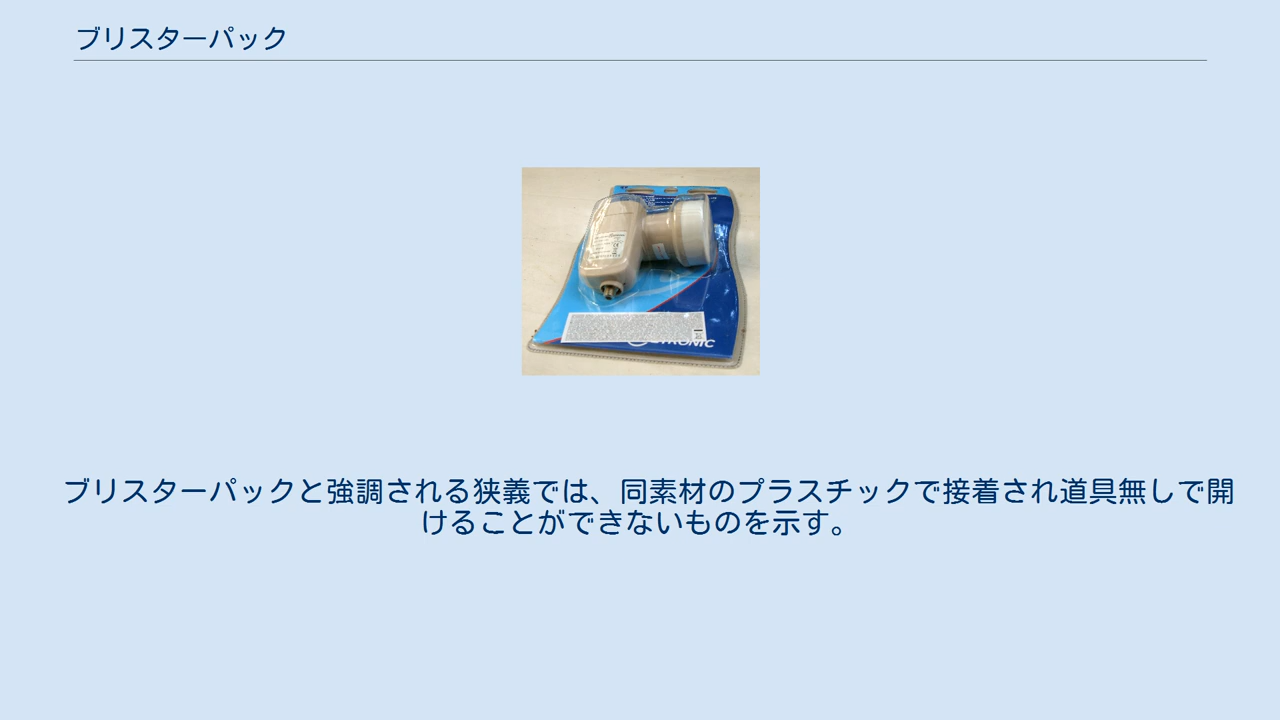 ブリスターパック
ブリスターパックと強調される狭義では、同素材のプラスチックで接着され道具無しで開
けることができないものを示す。